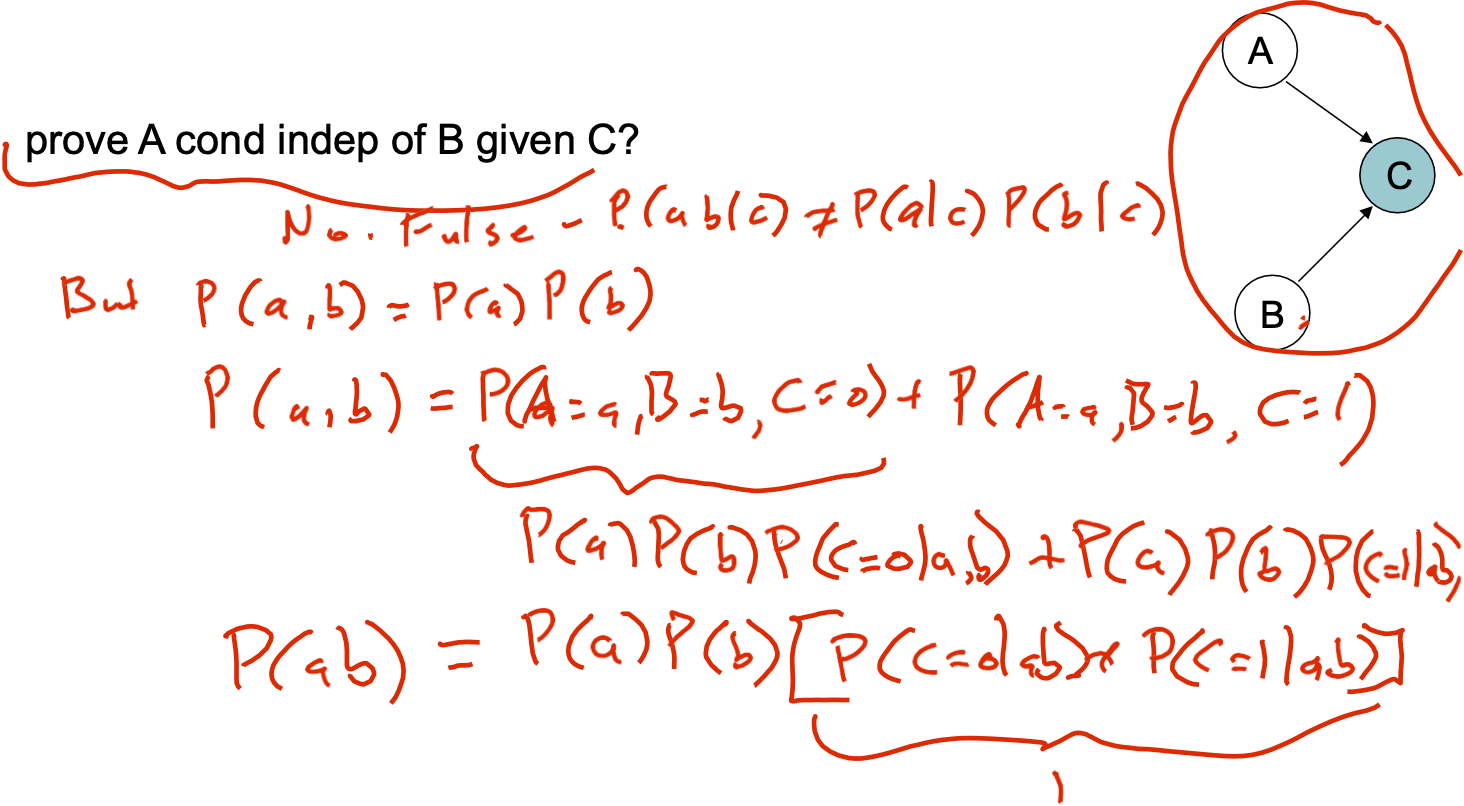 A
prove A cond indep of B given C?
C
No. False - P(ab|c) ≠ P(a|c) P(b|c)
But P(a,b) = P(a) P(b)
B
P(a,b) = P(A=a,B=b,C=0) + P(A=a,B=b,C=1)
P(a)P(b)P(C=0|a,b) + P(a)P(b)P(C=1|ab)
P(ab) = P(a)P(b)[P(C=0|ab)+ P(C=1|ab)]
1